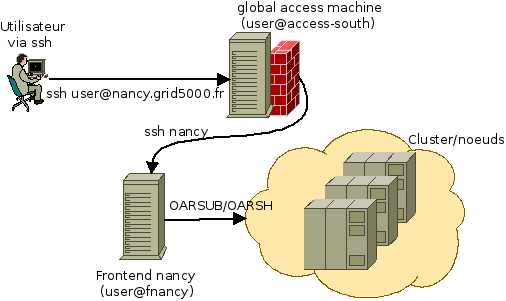 Utilisateur
via ssh
global access machine
(user@access-south)
ssh user@nancy.grid5000.fr
ssh nancy
Cluster/noeuds
OARSUB/OARSH
Frontend nancy
(user@fnancy)